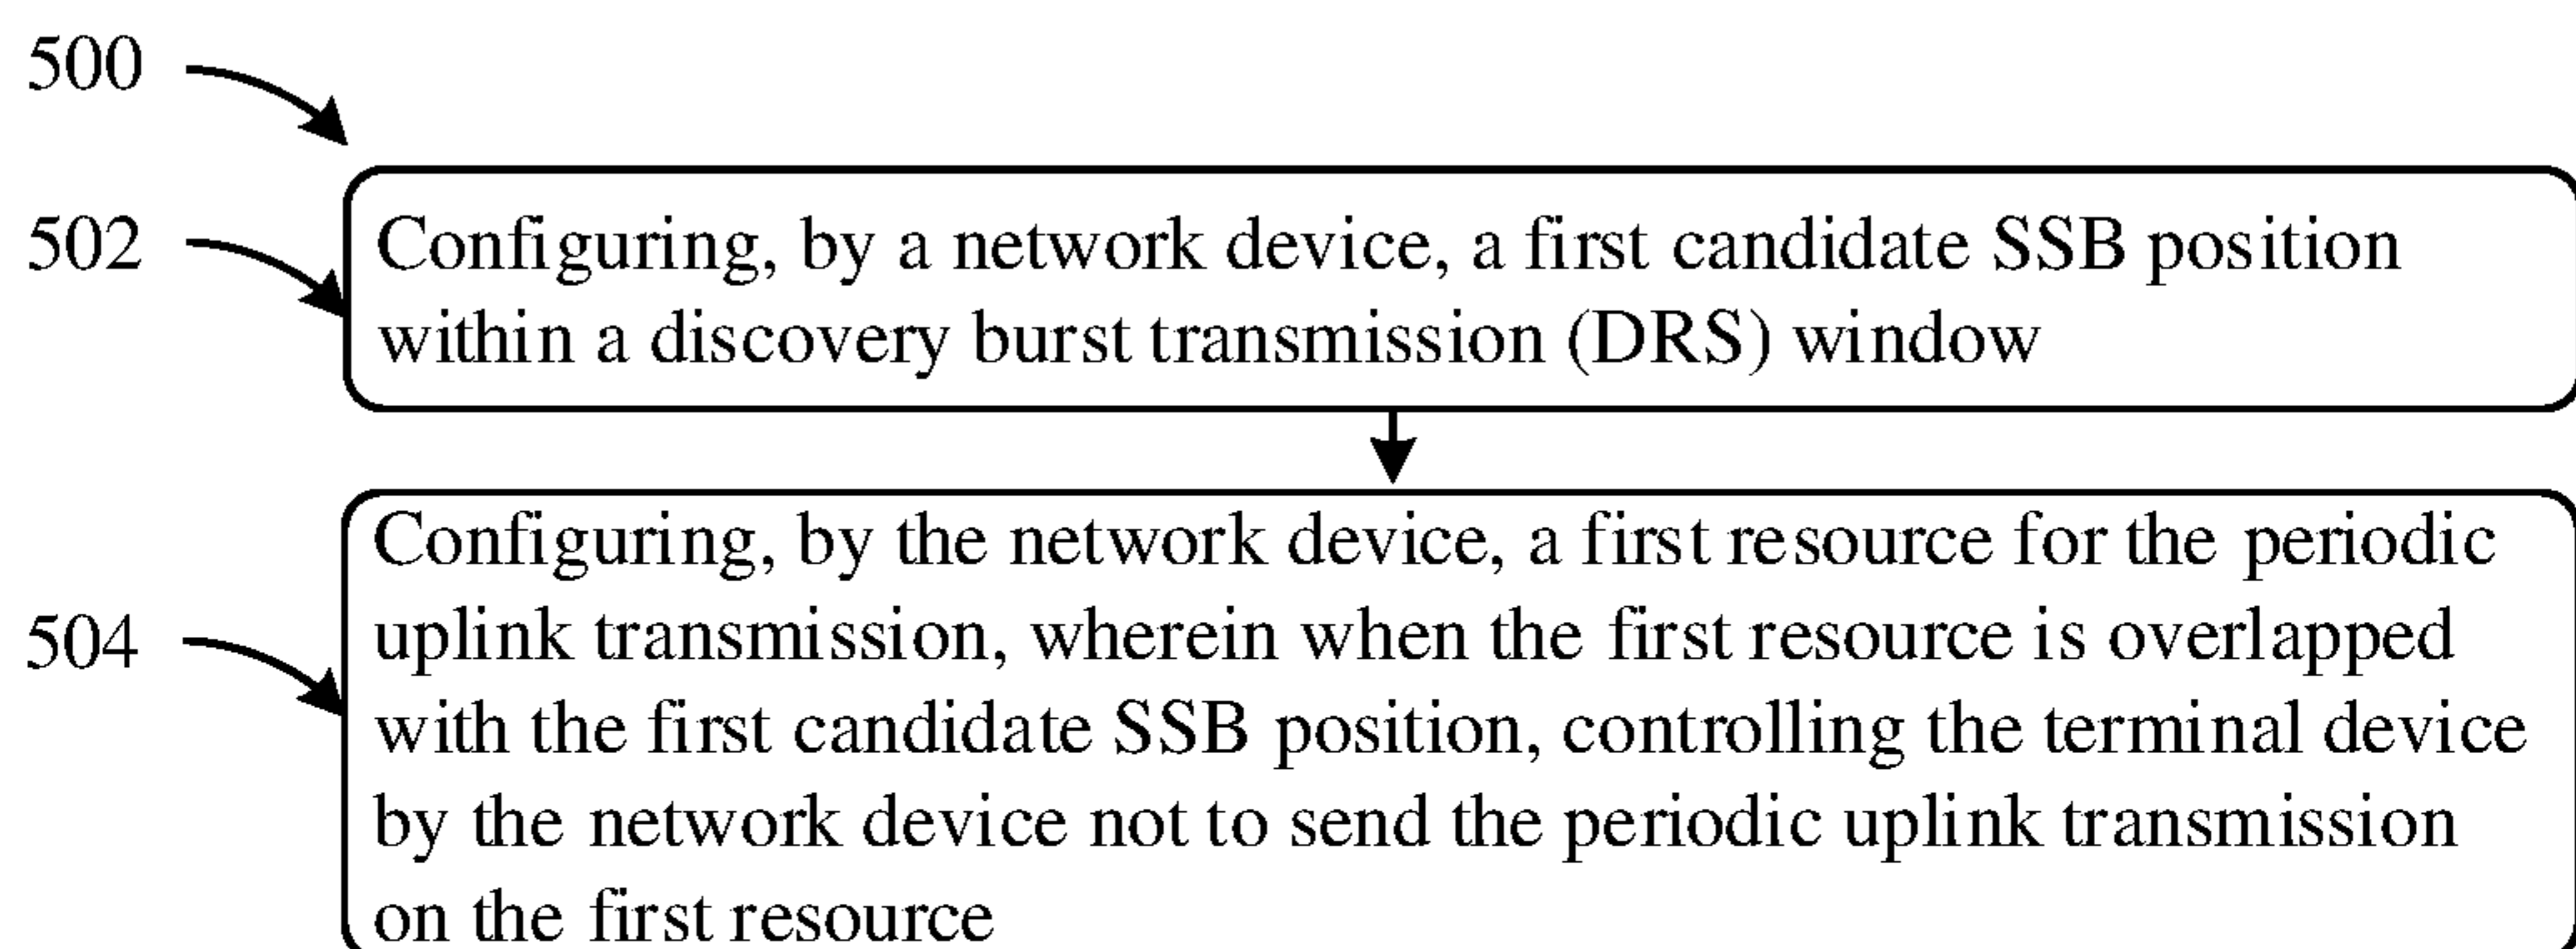 500
502
Configuring, by a network device, a first candidate SSB position
within a discovery burst transmission (DRS) window
504
Configuring, by the network device, a first resource for the periodic
uplink transmission, wherein when the first resource is overlapped
with the first candidate SSB position, controlling the terminal device
by the network device not to send the periodic uplink transmission
on the first resource